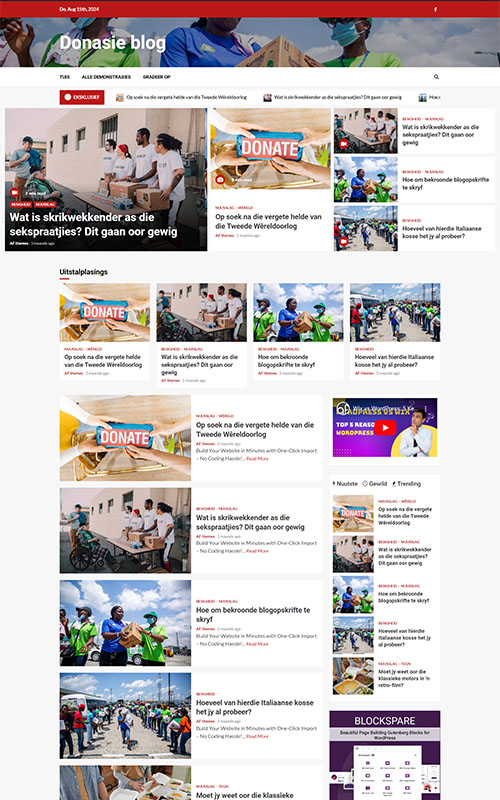 Do. Aug 15th, 2024
Donasie blog
TUIS
ALLE DEMONSTRASIES
GRADEER OP
EKSKLUSIEF
Op soek na die vergete helde van die Tweede Wêreldoorlog
Wat is skrikwekkender as die sekspraatjies? Dit gaan oor gewig
Hoe o
3 min read
BESIGHEID
NUUSLAG
Wat is skrikwekkender as die
sekspraatjies? Dit gaan oor gewig
AF themes 3 maande ago
DONATE
3 min read
NUUSLAG • WÊRELD
Op soek na die vergete helde van
die Tweede Wêreldoorlog
AF themes 3 maande ago
BESIGHEID • NUUSLAG
Wat is skrikwekkender as die
sekspraatjies? Dit gaan oor
gewig
BESIGHEID • NUUSLAG
Hoe om bekroonde blogopskrifte
te skryf
BESIGHEID
Hoeveel van hierdie Italiaanse
kosse het jy al probeer?
Uitstalplasings
DONATE
NUUSLAG • WÊRELD
Op soek na die vergete helde van
die Tweede Wêreldoorlog
AF themes 3 maande ago
BESIGHEID • NUUSLAG
Wat is skrikwekkender as die
sekspraatjies? Dit gaan oor
gewig
AF themes 3 maande ago
BESIGHEID • NUUSLAG
Hoe om bekroonde
blogopskrifte te skryf
AF themes 3 maande ago
BESIGHEID
Hoeveel van hierdie Italiaanse
kosse het jy al probeer?
AF themes 3 maande ago
DONATE
NUUSLAG • WÊRELD
Op soek na die vergete helde van die
Tweede Wêreldoorlog
AF themes 3 maande ago
Build Your Website in Minutes with One-Click Import
– No Coding Hassle!... Read More
BESIGHEID • NUUSLAG
Wat is skrikwekkender as die
sekspraatjies? Dit gaan oor gewig
AF themes 3 maande ago
Build Your Website in Minutes with One-Click Import
– No Coding Hassle!... Read More
BESIGHEID • NUUSLAG
Hoe om bekroonde blogopskrifte te
skryf
AF themes 3 maande ago
Build Your Website in Minutes with One-Click Import
– No Coding Hassle!... Read More
BESIGHEID
Hoeveel van hierdie Italiaanse kosse
het jy al probeer?
AF themes 3 maande ago
Build Your Website in Minutes with One-Click Import
– No Coding Hassle!... Read More
NUUSLAG • TEGN
Moet jy weet oor die klassieke
TOP 5 REASO
WORDPRESS
Nuutste
Gewild
Trending
DONATE
NUUSLAG • WÊRELD
Op soek na die vergete
helde van die Tweede
Wêreldoorlog
BESIGHEID • NUUSLAG
Wat is skrikwekkender
as die sekspraatjies?
Dit gaan oor gewig
BESIGHEID • NUUSLAG
Hoe om bekroonde
blogopskrifte te skryf
BESIGHEID
Hoeveel van hierdie
Italiaanse kosse het jy
al probeer?
NUUSLAG • TEGN
Moet jy weet oor die
klassieke motors in 'n
retro-film?
BLOCKSPARE
Beautiful Page Building Gutenberg Blocks for
WordPress